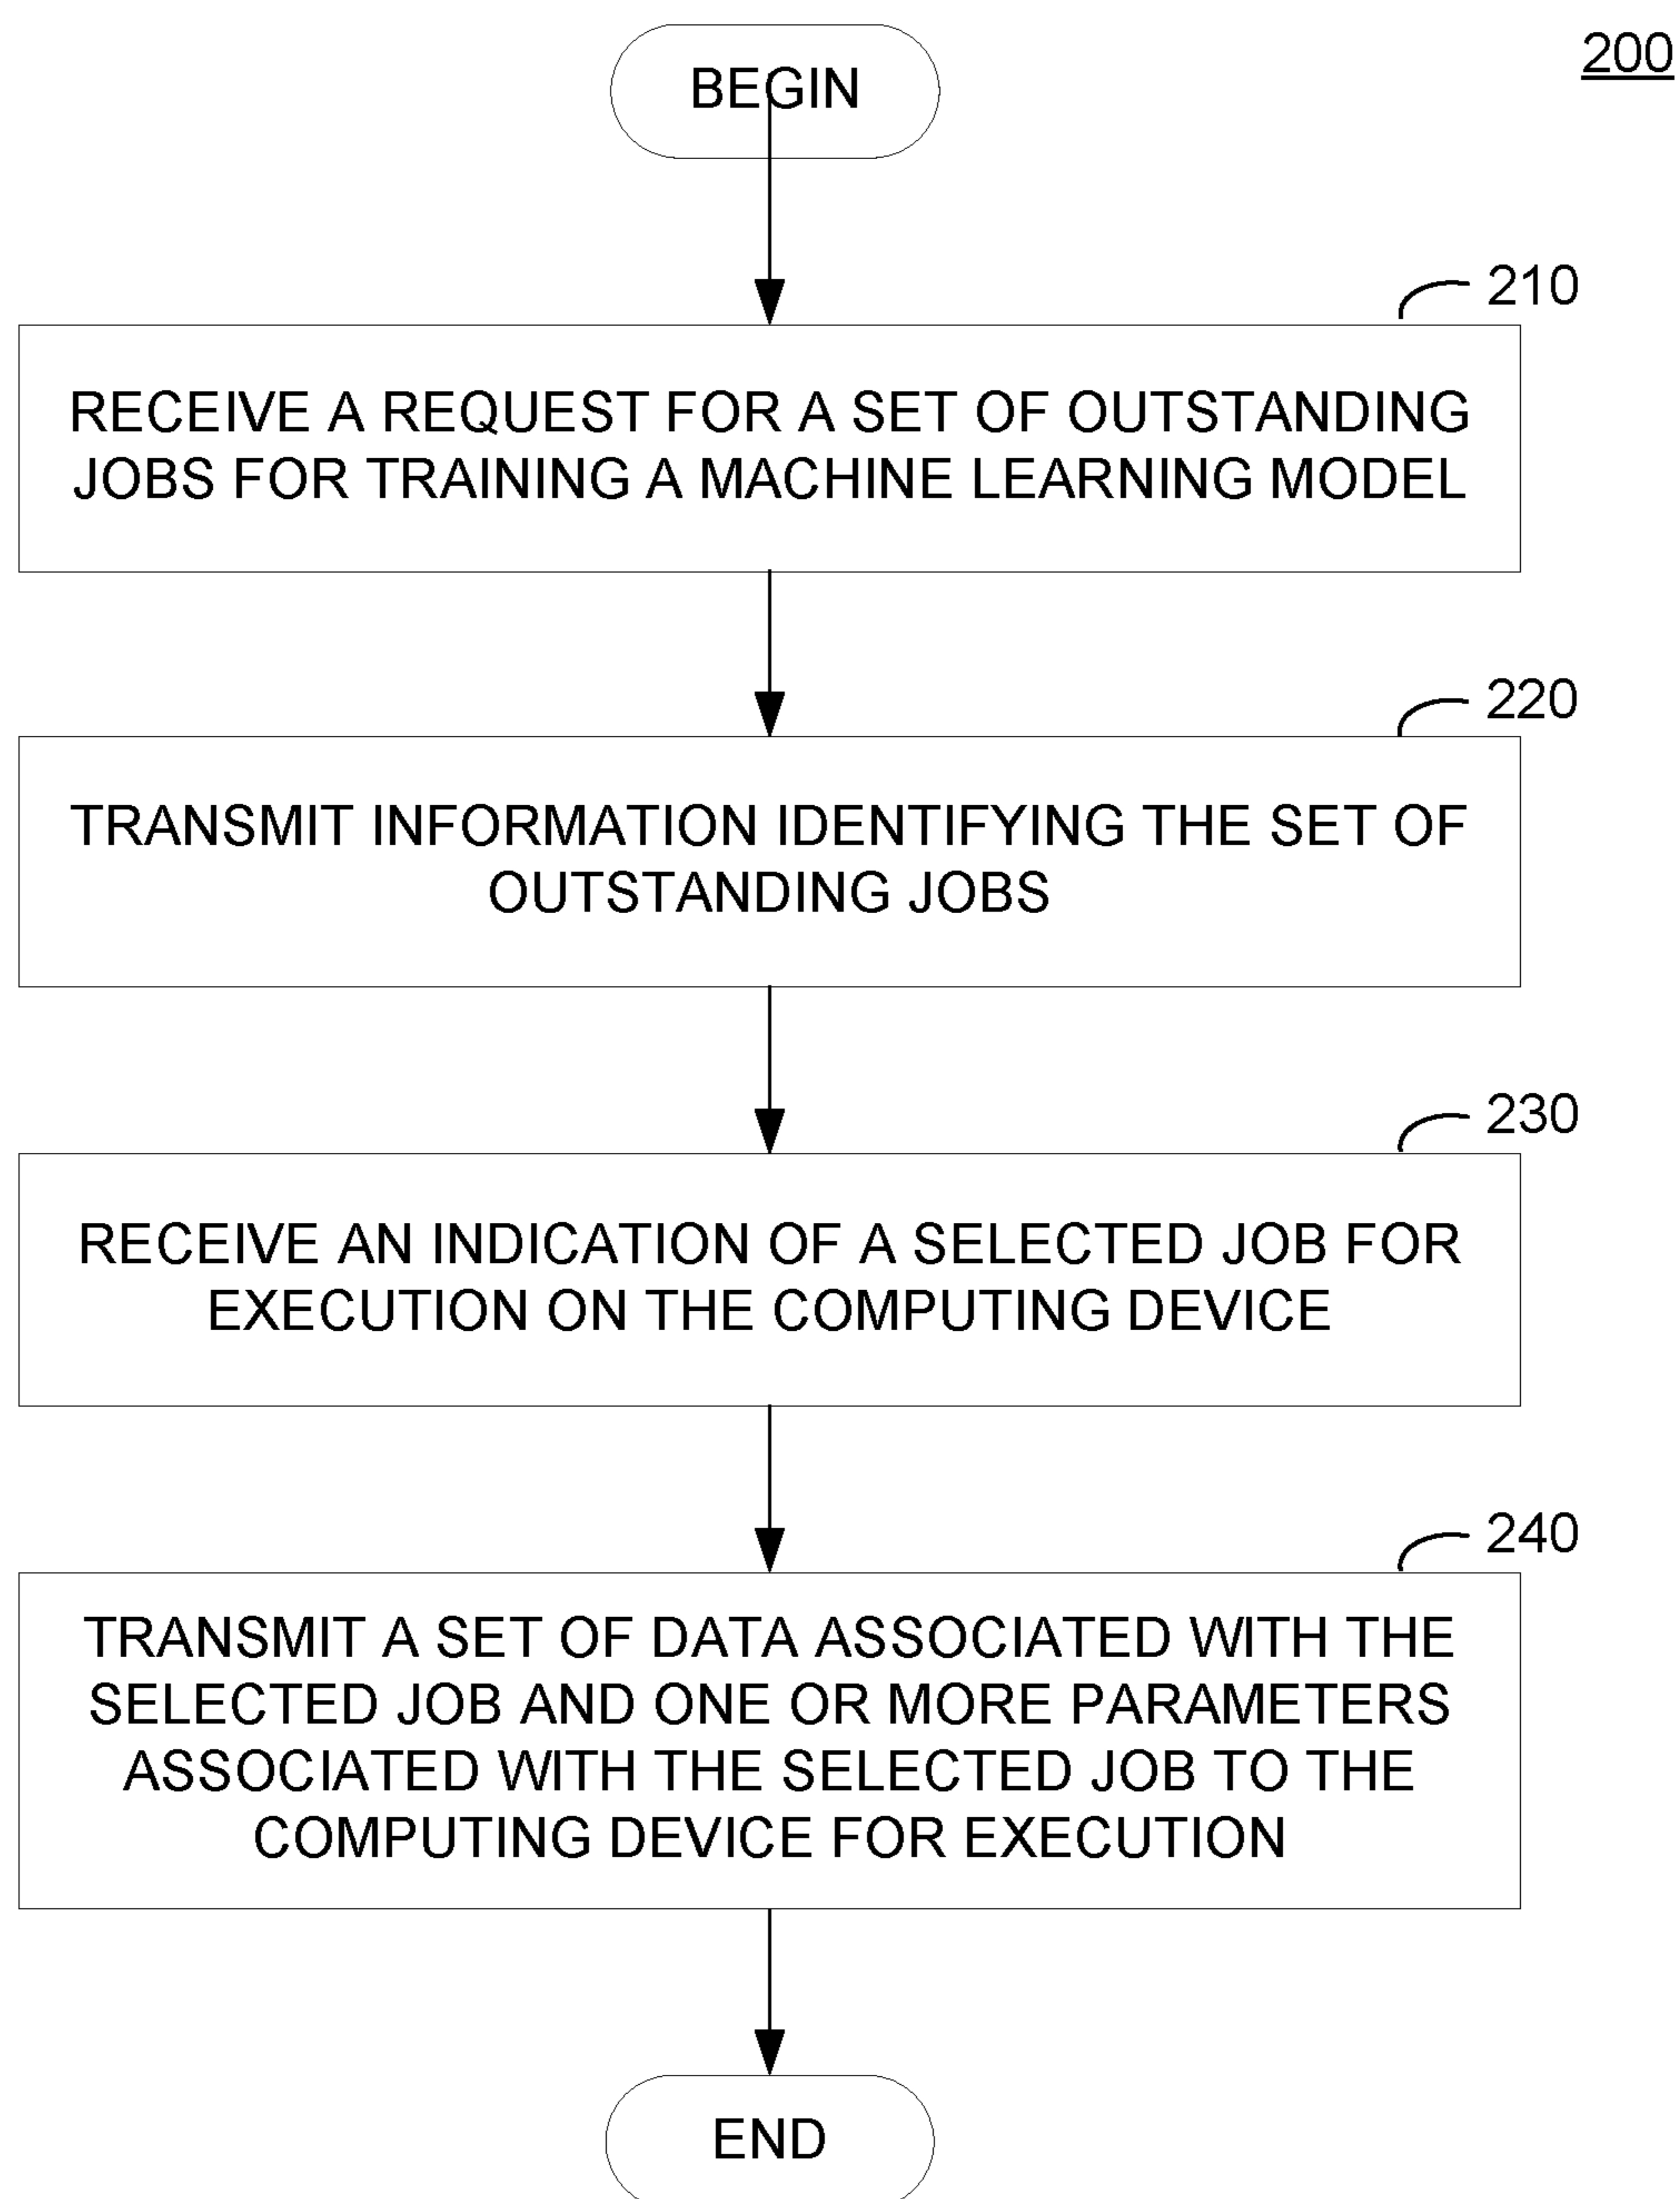 200
BEGIN
210
RECEIVE A REQUEST FOR A SET OF OUTSTANDING
JOBS FOR TRAINING A MACHINE LEARNING MODEL
220
TRANSMIT INFORMATION IDENTIFYING THE SET OF
OUTSTANDING JOBS
230
RECEIVE AN INDICATION OF A SELECTED JOB FOR
EXECUTION ON THE COMPUTING DEVICE
240
TRANSMIT A SET OF DATA ASSOCIATED WITH THE
SELECTED JOB AND ONE OR MORE PARAMETERS
ASSOCIATED WITH THE SELECTED JOB TO THE
COMPUTING DEVICE FOR EXECUTION
END